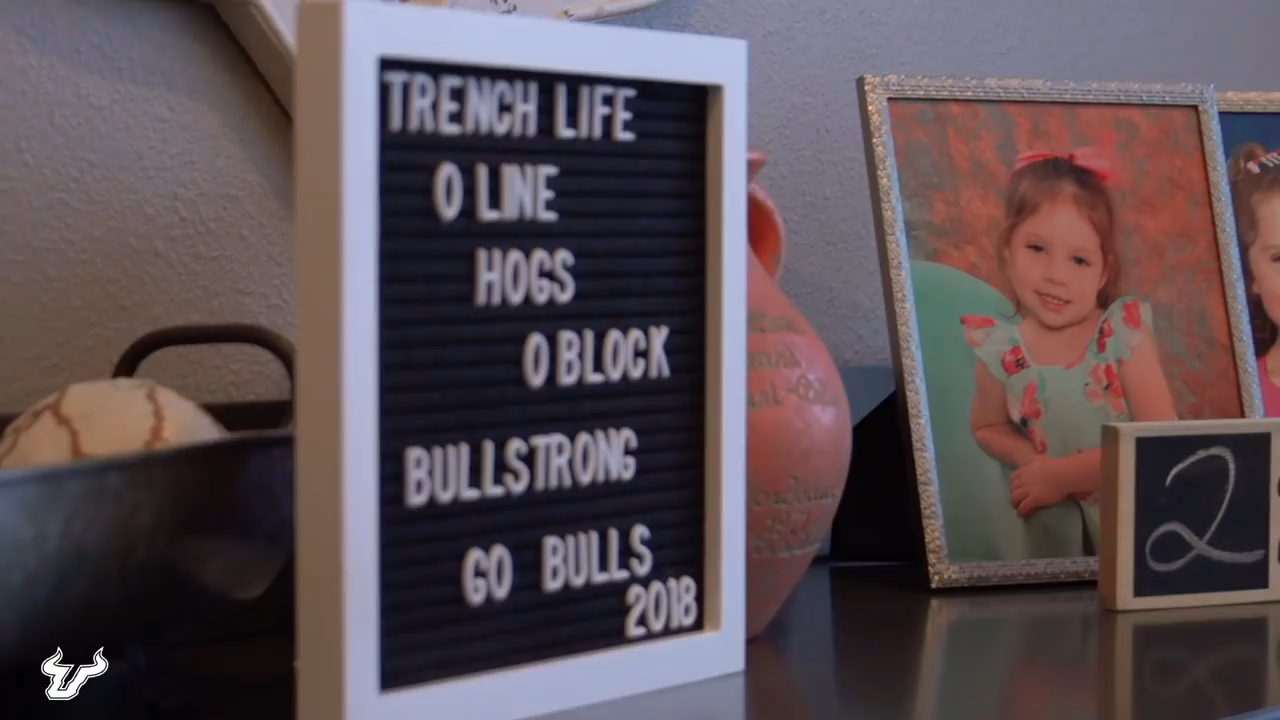 TRENCH LIFE
O LINE
HOGS
O BLOCK
BULLSTRONG
GO BULLS
2018
2